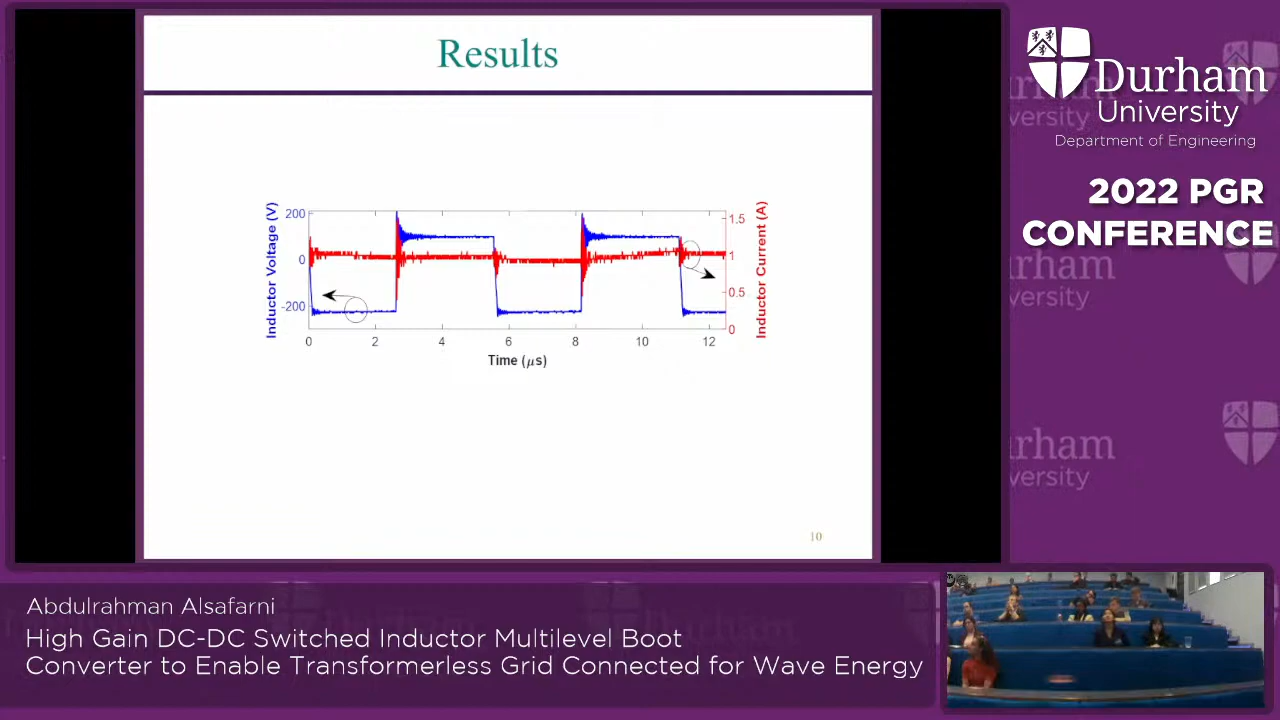 Results
Inductor Voltage (V)
200
0
-200
1.5
1
0.5
0
Inductor Current (A)
0 2 4 6 8 10 12
Time (μs)
10
Durham
University
Department of Engineering
2022 PGR
CONFERENCE
Abdulrahman Alsafarni
High Gain DC-DC Switched Inductor Multilevel Boot
Converter to Enable Transformerless Grid Connected for Wave Energy